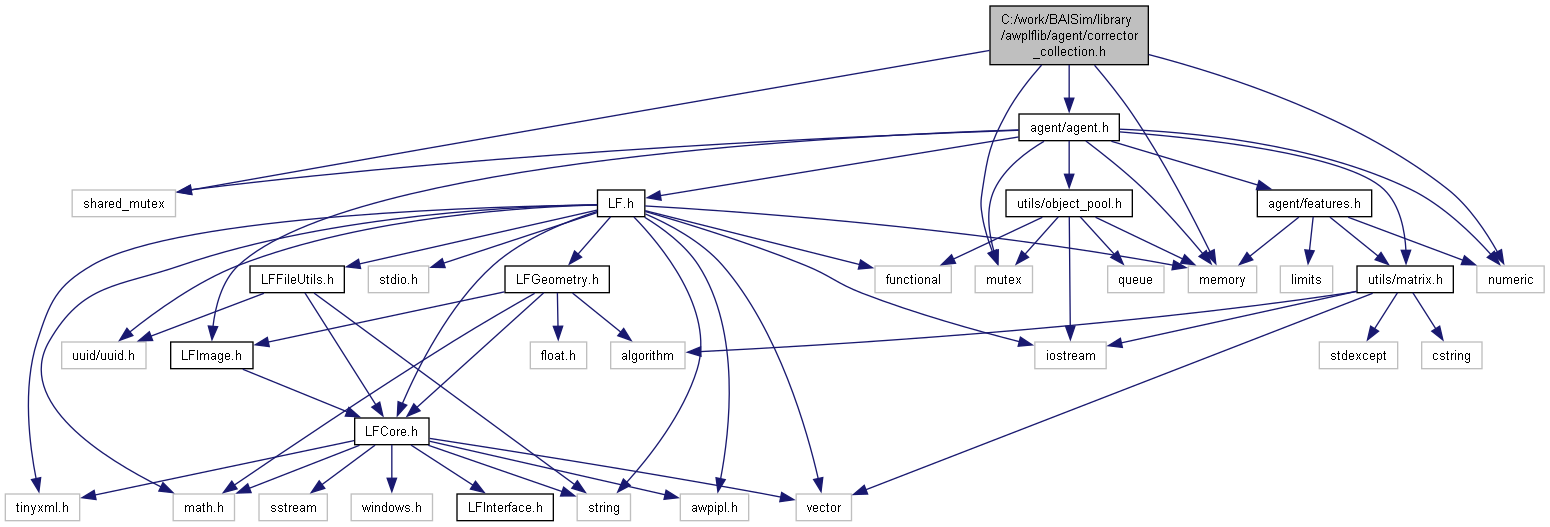 C:/work/BAISim/library
/awplflib/agent/corrector
_collection.h
agent/agent.h
shared_mutex
LF.h
utils/object_pool.h
agent/features.h
LFFileUtils.h
stdio.h
LFGeometry.h
functional
mutex
queue
memory
limits
utils/matrix.h
numeric
uuid/uuid.h
LFImage.h
float.h
algorithm
iostream
stdexcept
cstring
LFCore.h
tinyxml.h
math.h
sstream
windows.h
LFInterface.h
string
awpipl.h
vector